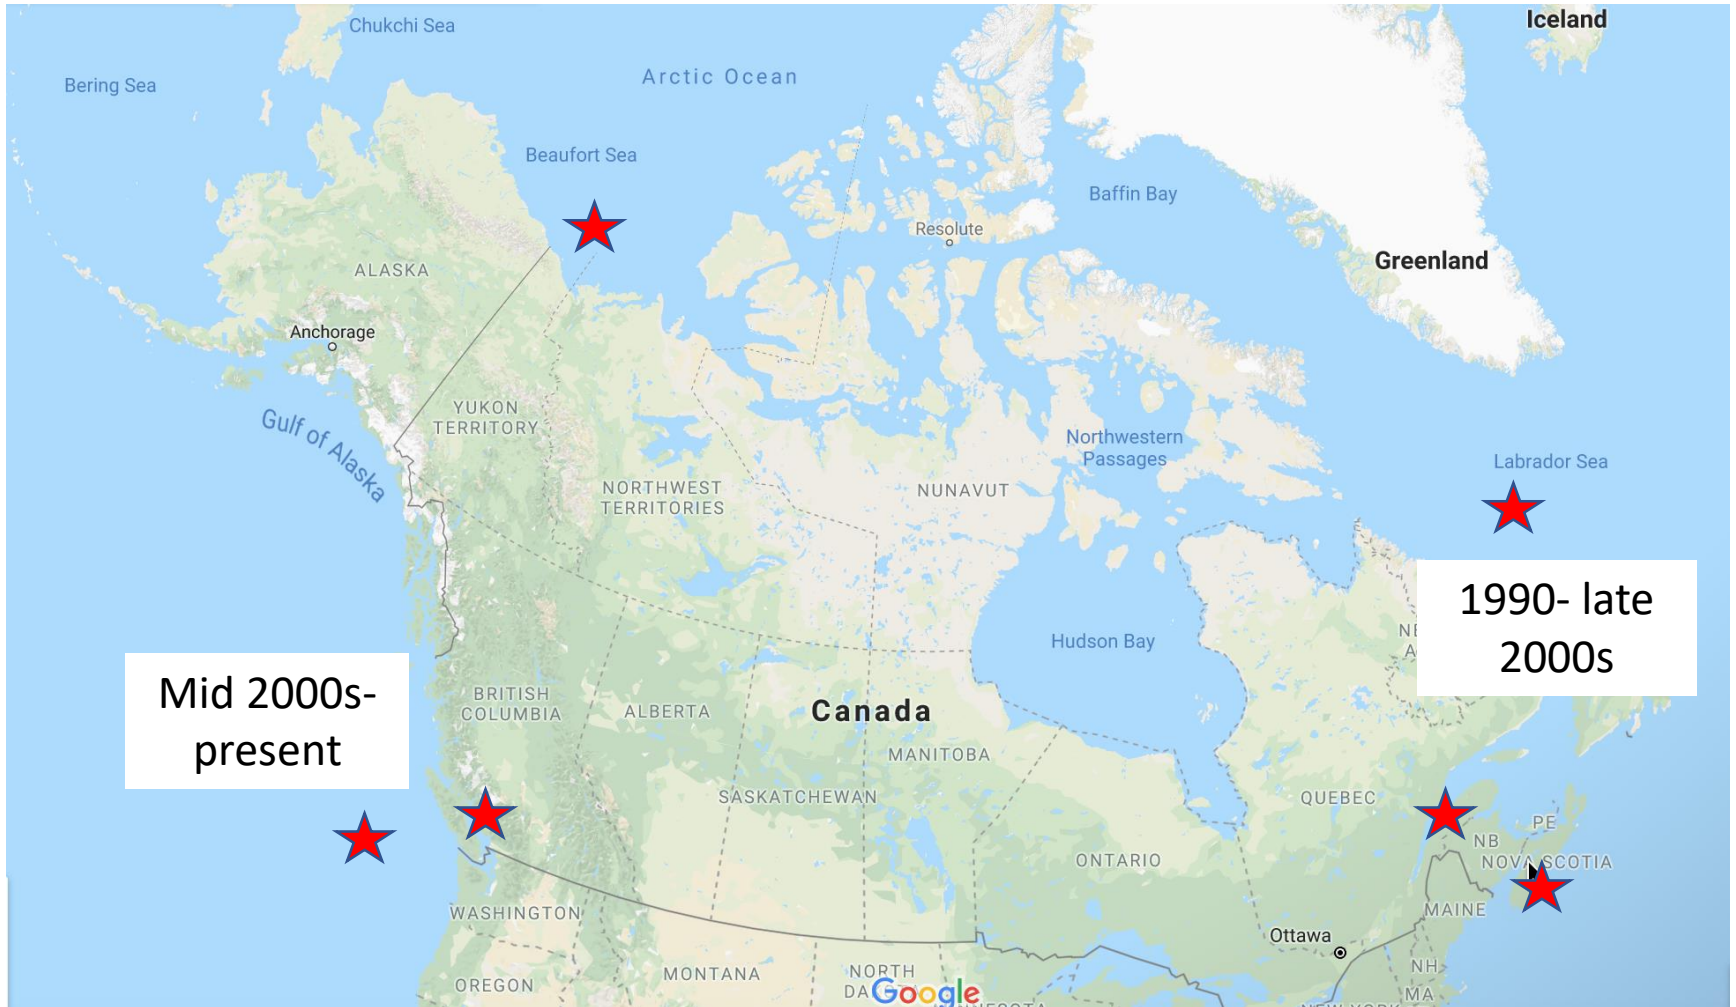 Chukchi Sea
Iceland
Bering Sea
Arctic Ocean
Beaufort Sea
Baffin Bay
Resolute
Greenland
ALASKA
Anchorage
Gulf of Alaska
YUKON
TERRITORY
Northwestern
Passages
Labrador Sea
NORTHWEST
TERRITORIES
NUNAVUT
1990- late
2000s
Hudson Bay
Mid 2000s-
present
BRITISH
COLUMBIA
ALBERTA
Canada
MANITOBA
SASKATCHEWAN
QUEBEC
PE
NB
ONTARIO
NOVA SCOTIA
WASHINGTON
MAINE
Ottawa
OREGON
MONTANA
NORTH
Google
NH
MA